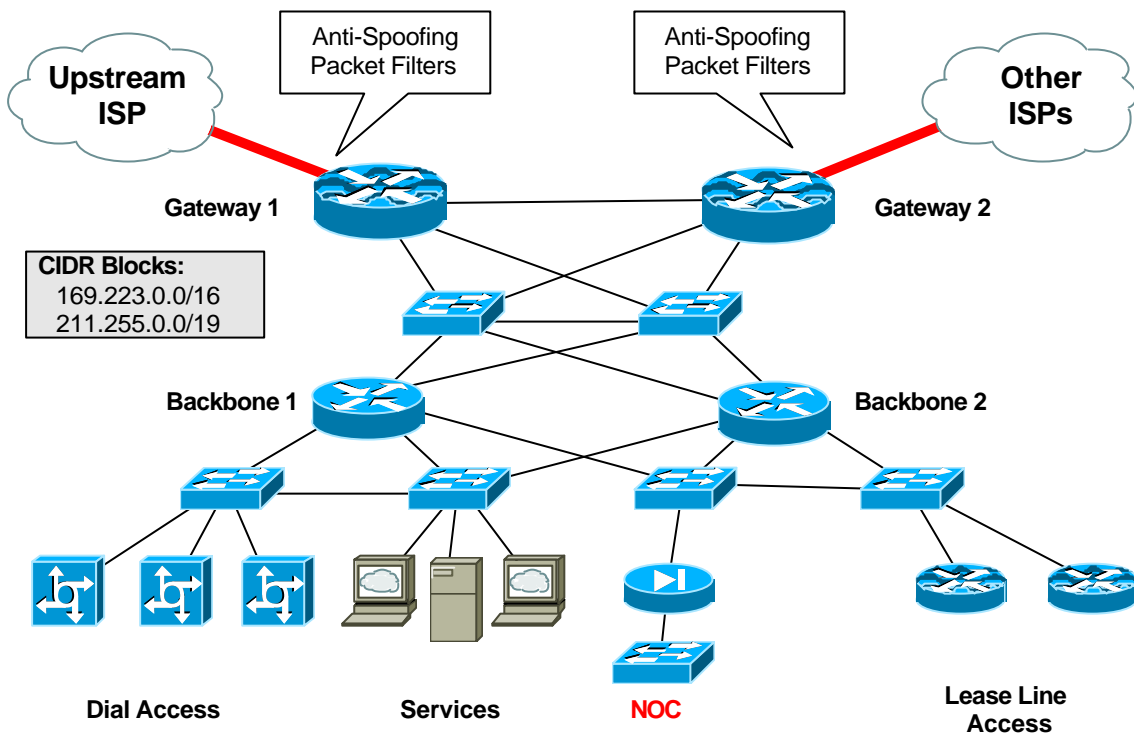 Anti-Spoofing
Packet Filters
Anti-Spoofing
Packet Filters
Upstream
ISP
Other
ISPs
Gateway 1
Gateway 2
CIDR Blocks:
169.223.0.0/16
211.255.0.0/19
Backbone 1
Backbone 2
Dial Access
Services
NOC
Lease Line
Access